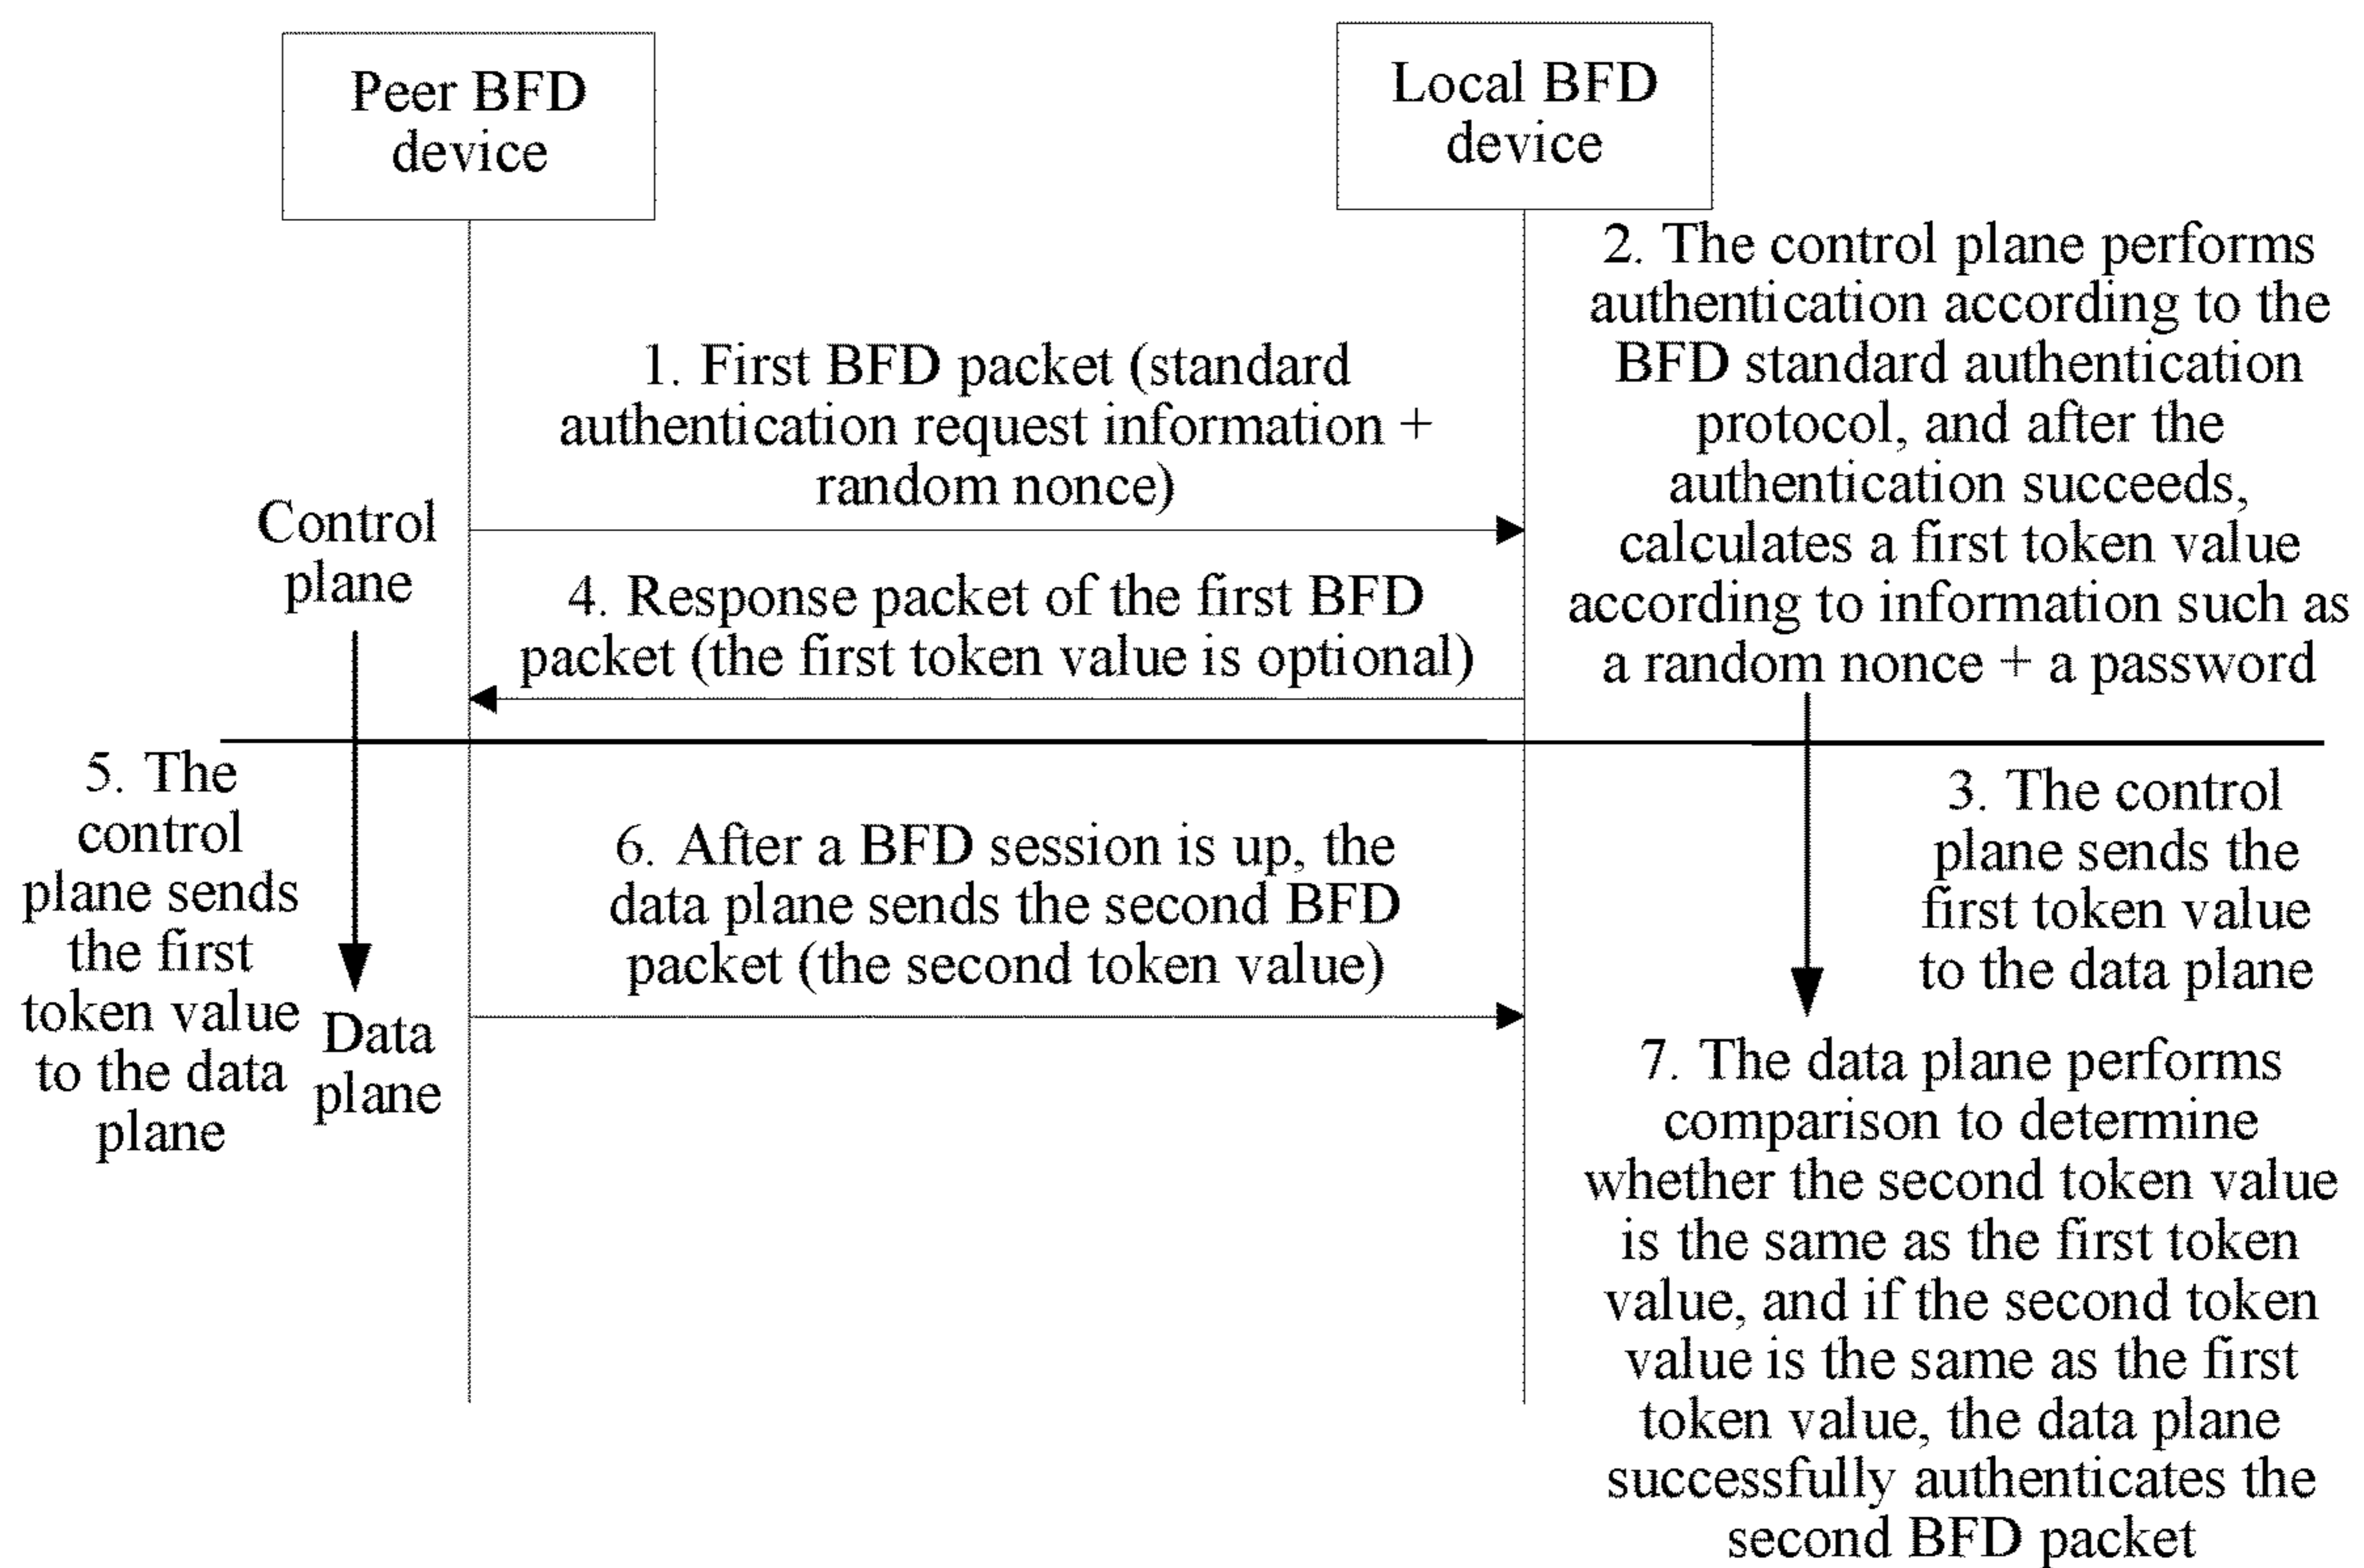 Peer BFD
device
Local BFD
device
1. First BFD packet (standard
authentication request information +
random nonce)
2. The control plane performs
authentication according to the
BFD standard authentication
protocol, and after the
authentication succeeds,
calculates a first token value
according to information such as
a random nonce + a password
Control
plane
4. Response packet of the first BFD
packet (the first token value is optional)
5. The
control
plane sends
the first
token value
to the data
plane
3. The control
plane sends the
first token value
to the data plane
6. After a BFD session is up, the
data plane sends the second BFD
packet (the second token value)
Data
plane
7. The data plane performs
comparison to determine
whether the second token value
is the same as the first token
value, and if the second token
value is the same as the first
token value, the data plane
successfully authenticates the
second BFD packet